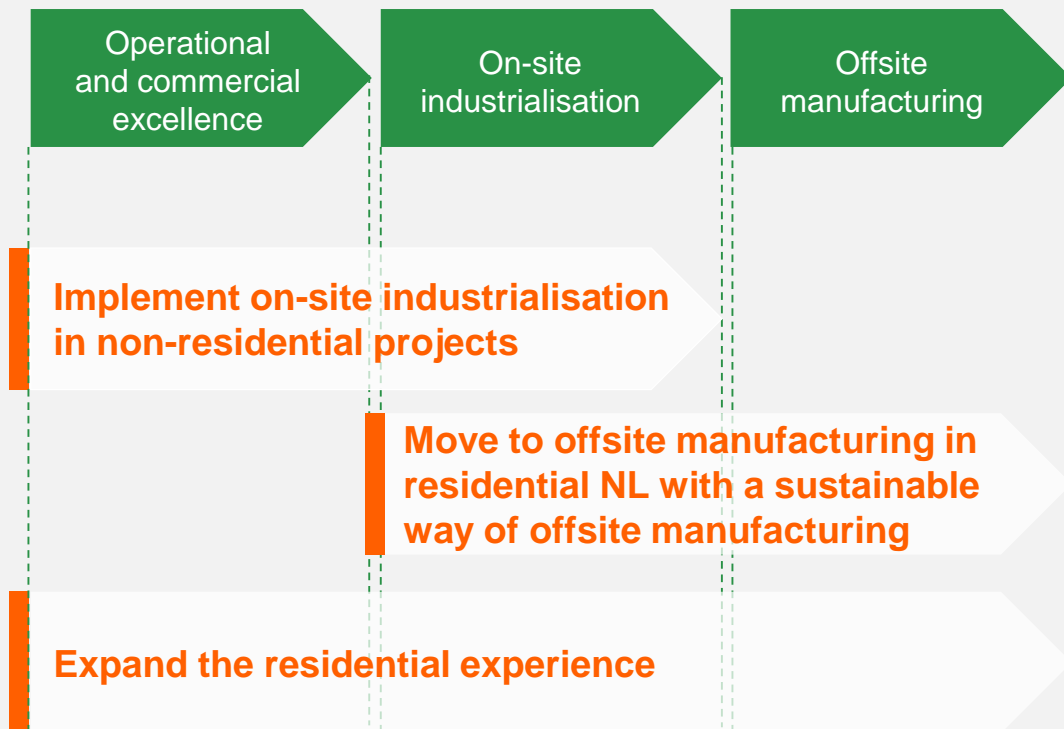 Operational
and commercial
excellence
On-site
industrialisation
Offsite
manufacturing
Implement on-site industrialisation
in non-residential projects
Move to offsite manufacturing in
residential NL with a sustainable
way of offsite manufacturing
Expand the residential experience